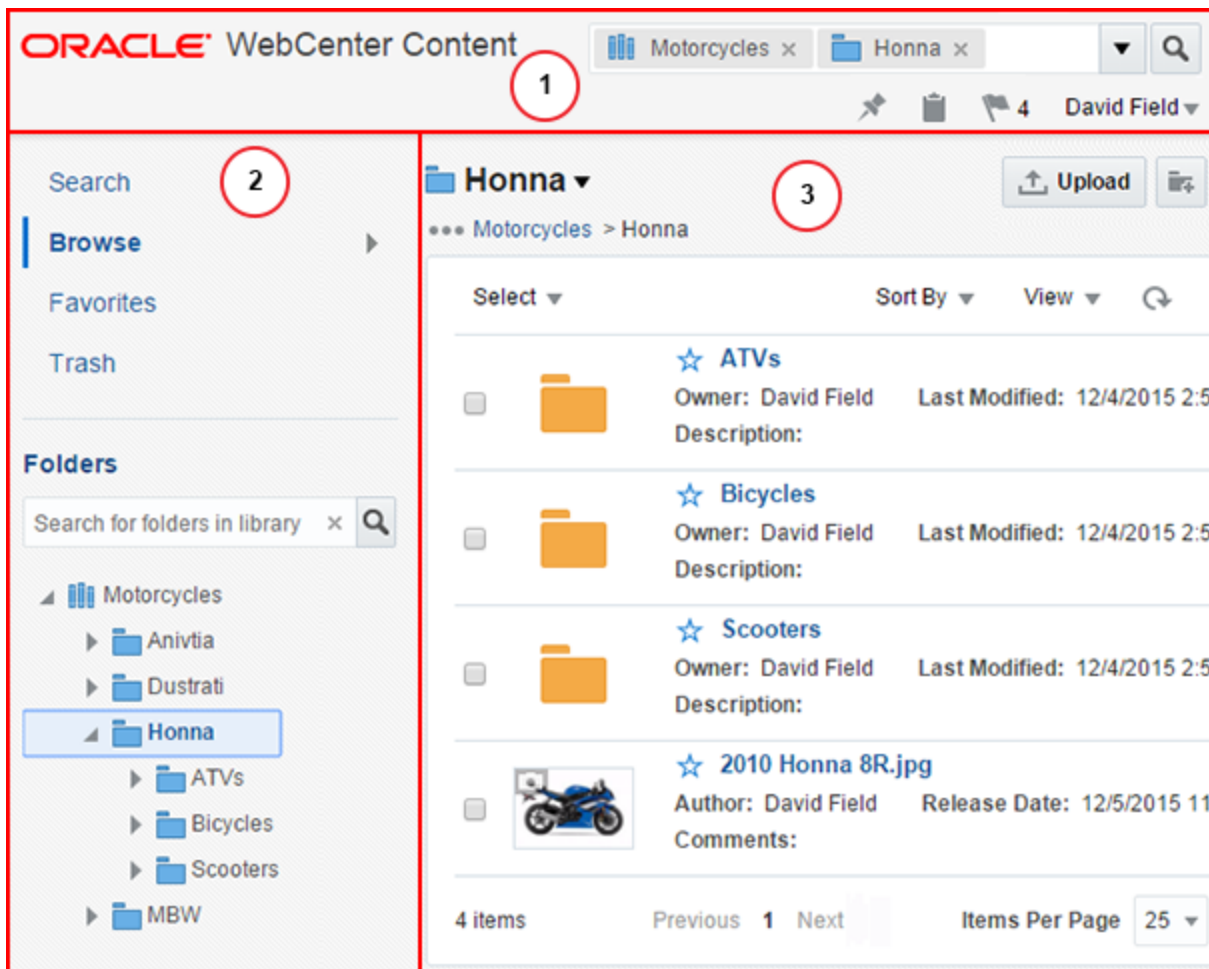 ORACLE WebCenter Content
Motorcycles × Honna ×
1
4 David Field
2
Search
Browse
Favorites
Trash
Folders
Search for folders in library ×
Motorcycles
Anivtia
Dustrati
Honna
ATVs
Bicycles
Scooters
MBW
Honna
3
Upload
Motorcycles > Honna
Select Sort By View
ATVs
Owner: David Field Last Modified: 12/4/2015 2:5
Description:
Bicycles
Owner: David Field Last Modified: 12/4/2015 2:5
Description:
Scooters
Owner: David Field Last Modified: 12/4/2015 2:5
Description:
2010 Honna 8R.jpg
Author: David Field Release Date: 12/5/2015 11
Comments:
4 items Previous 1 Next Items Per Page 25